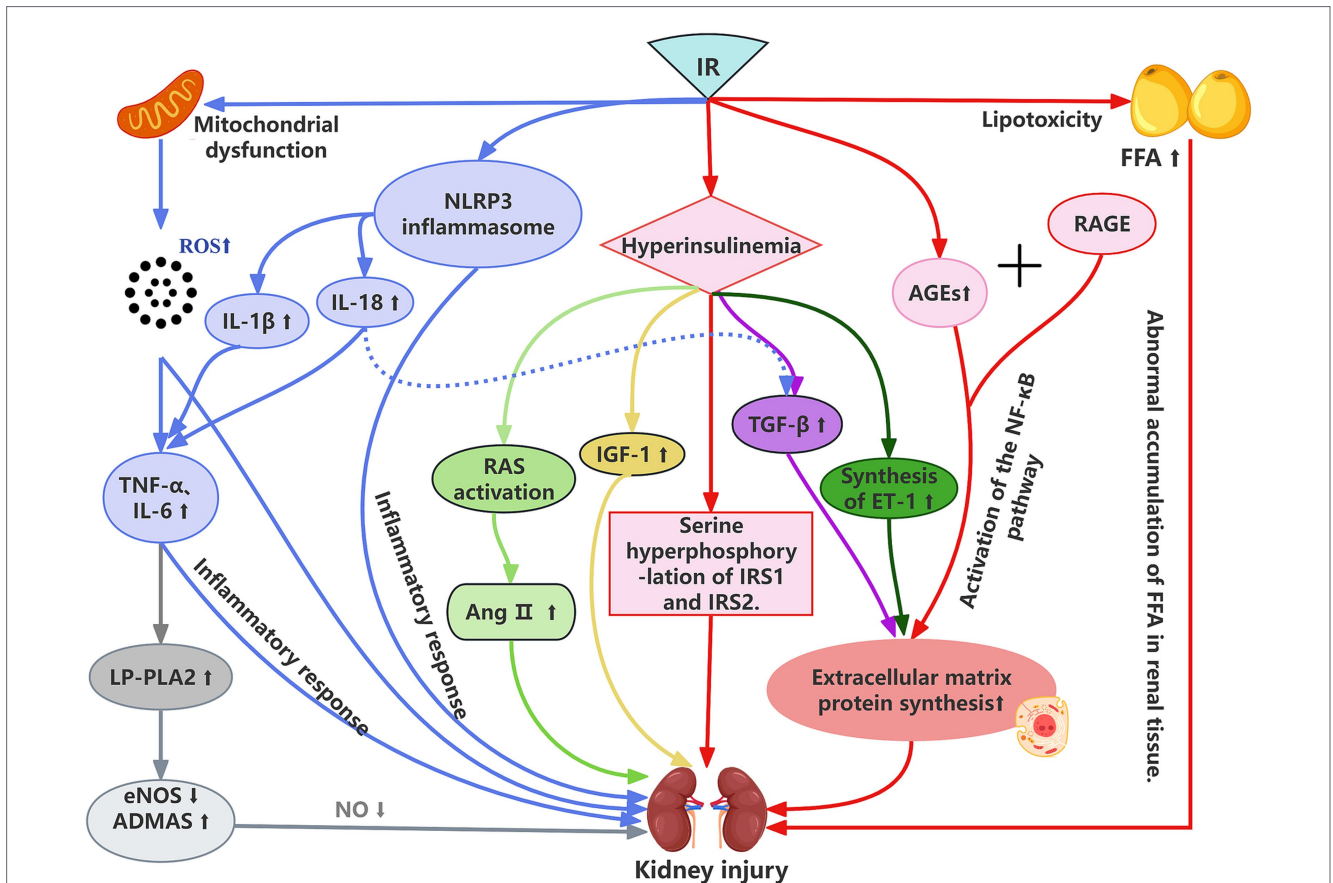 IR
Mitochondrial
dysfunction
Lipotoxicity
FFA ↑
NLRP3
inflammasome
RAGE
Hyperinsulinemia
ROS↑
IL-1β ↑
IL-18 ↑
AGEs↑
+
TGF-β ↑
IGF-1 ↑
RAS
activation
Synthesis
of ET-1 ↑
Activation of the NF-κB
pathway
Abnormal accumulation of FFA in renal tissue.
TNF-α、
IL-6 ↑
Serine
hyperphosphory
-lation of IRS1
and IRS2.
Inflammatory response
Inflammatory response
Ang Ⅱ ↑
LP-PLA2 ↑
Extracellular matrix
protein synthesis↑
eNOS ↓
ADMAS ↑
NO ↓
Kidney injury